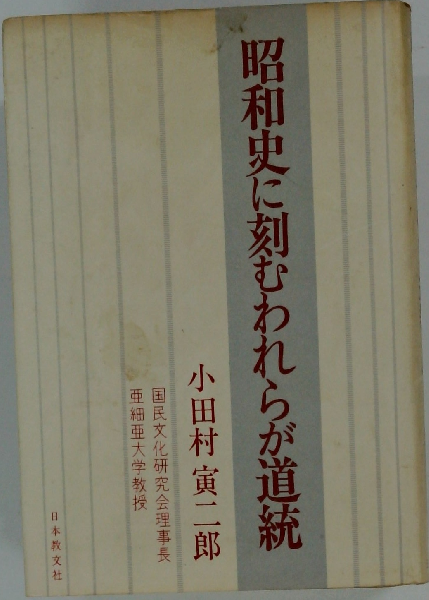 昭和史に刻むわれらが道統
小田村寅二郎
国民文化研究会理事長
亜細亜大学教授
日本教文社